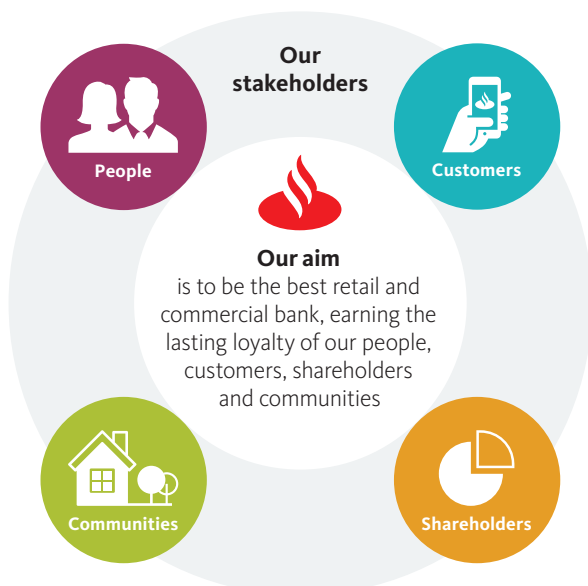 Our
stakeholders
People
Customers
Our aim
is to be the best retail and
commercial bank, earning the
lasting loyalty of our people,
customers, shareholders
and communities
Communities
Shareholders